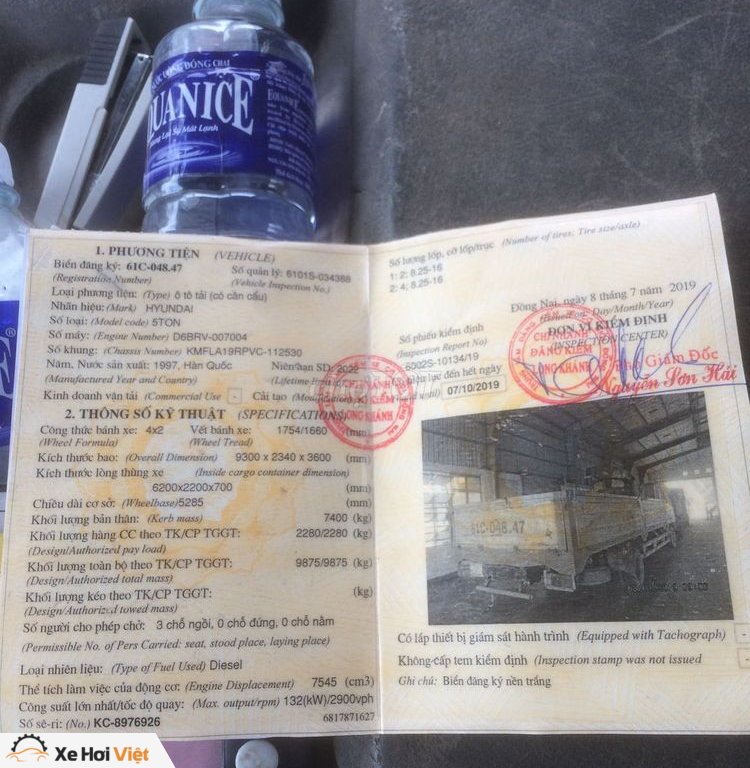 NƯỚC UỐNG ĐÓNG CHAI
QUANICE
EQUANICE
1. PHƯƠNG TIỆN (VEHICLE)
Biển đăng ký: 61C-048.47
(Registration Number)
Số quản lý: 6101S-034388
(Vehicle Inspection No.)
Loại phương tiện: (Type) ô tô tải (có cần cẩu)
Nhãn hiệu: (Mark) HYUNDAI
Số loại: (Model code) 5TON
Số máy: (Engine Number) D6BRV-007004
Số khung: (Chassis Number) KMFLA19RPVC-112530
Năm, Nước sản xuất: 1997, Hàn Quốc
Niên hạn SD:
(Manufactured Year and Country)
(Lifetime
Kinh doanh vận tải (Commercial Use - Cải tạo
2. THÔNG SỐ KỸ THUẬT (SPECIFICATIONS)
Công thức bánh xe: 4x2
Vết bánh xe: 1754/1660 (mm)
(Wheel Formula)
(Wheel Tread)
Kích thước bao: (Overall Dimension) 9300 x 2340 x 3600 (mm)
Kích thước lòng thùng xe (Inside cargo container dimension)
6200x2200x700 (mm)
Chiều dài cơ sở: (Wheelbase)5285 (mm)
Khối lượng bản thân: (Kerb mass) 7400 (kg)
Khối lượng hàng CC theo TK/CP TGGT: 2280/2280 (kg)
(Design/Authorized pay load)
Khối lượng toàn bộ theo TK/CP TGGT: 9875/9875 (kg)
(Design/Authorized total mass)
Khối lượng kéo theo TK/CP TGGT: (kg)
(Design/Authorized towed mass)
Số người cho phép chở: 3 chỗ ngồi, 0 chỗ đứng, 0 chỗ nằm
(Permissible No. of Pers Carried: seat, stood place, laying place)
Loại nhiên liệu: (Type of Fuel Used) Diesel
Thể tích làm việc của động cơ: (Engine Displacement) 7545 (cm3)
Công suất lớn nhất/tốc độ quay: (Max. output/rpm) 132(kW)/2900vph
Số sê-ri: (No.) KC-8976926
6817871627
Số lượng lốp, cỡ lốp/trục (Number of tires; Tire size/axle)
1: 2; 8.25-16
2: 4; 8.25-16
Đồng Nai, ngày 8 tháng 7 năm 2019
(Issued on: Day/Month/Year)
Số phiếu kiểm định
ĐƠN VỊ KIỂM ĐỊNH
(Inspection Report No)
(INSPECTION CENTER)
6002S-10134/19
hiệu lực đến hết ngày
07/10/2019
Phó Giám Đốc
Nguyễn Sơn Hải
CHI NHÁNH
ĐĂNG KIỂM
LONG KHÁNH
LONG KHÁNH
61C-048.47
Có lắp thiết bị giám sát hành trình (Equipped with Tachograph)
Không cấp tem kiểm định (Inspection stamp was not issued
Ghi chú: Biển đăng ký nền trắng
Xe Hơi Việt